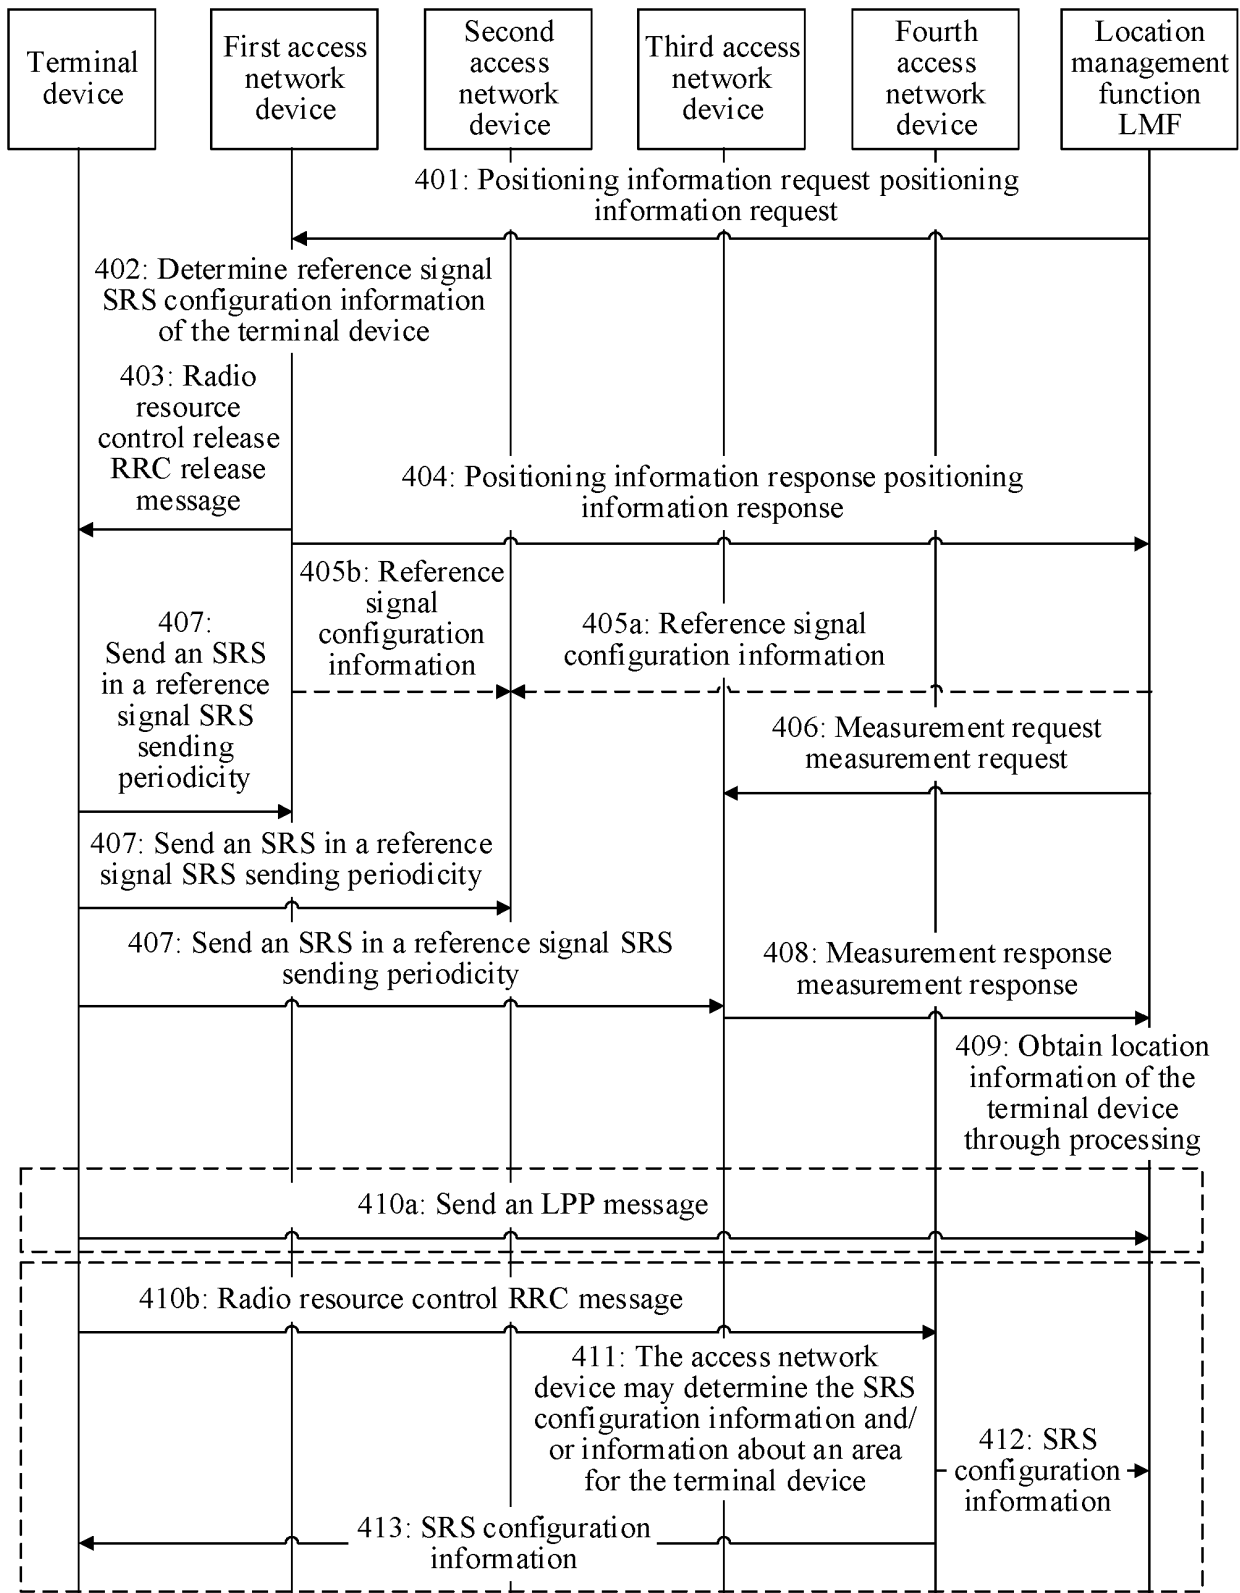 Terminal
device
First access
network
device
Second
access
network
device
Third access
network
device
Fourth
access
network
device
Location
management
function
LMF
401: Positioning information request positioning
information request
402: Determine reference signal
SRS configuration information
of the terminal device
403: Radio
resource
control release
RRC release
message
404: Positioning information response positioning
information response
405b: Reference
signal
configuration
information
405a: Reference signal
configuration information
406: Measurement request
measurement request
407:
Send an SRS
in a reference
signal SRS
sending
periodicity
407: Send an SRS in a reference
signal SRS sending periodicity
407: Send an SRS in a reference signal SRS
sending periodicity
408: Measurement response
measurement response
409: Obtain location
information of the
terminal device
through processing
410a: Send an LPP message
410b: Radio resource control RRC message
411: The access network
device may determine the SRS
configuration information and/
or information about an area
for the terminal device
412: SRS
configuration
information
413: SRS configuration
information